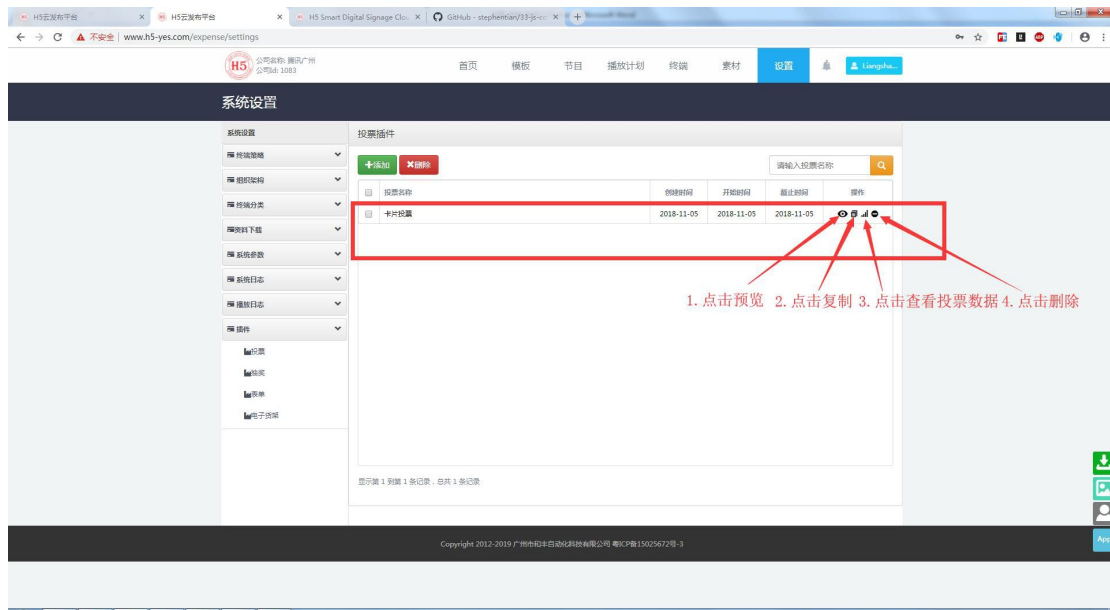 H5云发布平台
H5云发布平台
H5 Smart Digital Signage Clou
GitHub - stephentian/33-js-co
不安全 | www.h5-yes.com/expense/settings
H5
公司名称: 腾讯广州
公司Id: 1083
首页 模板 节目 播放计划 终端 素材 设置 Liangsha...
系统设置
系统设置
终端策略
组织架构
终端分类
资料下载
系统参数
系统日志
播放日志
插件
投票
抽奖
表单
电子货架
投票插件
添加 删除
请输入投票名称
投票名称 创建时间 开始时间 截止时间 操作
卡片投票 2018-11-05 2018-11-05 2018-11-05
1. 点击预览 2. 点击复制 3. 点击查看投票数据 4. 点击删除
显示第 1 到第 1 条记录，总共 1 条记录
App
Copyright 2012-2019 广州市和丰自动化科技有限公司 粤ICP备15025672号-3